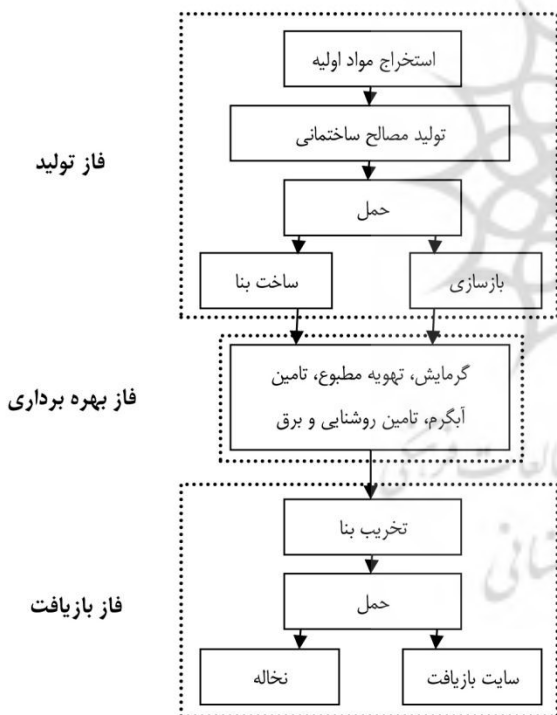 استخراج مواد اولیه
تولید مصالح ساختمانی
فاز تولید
حمل
بازسازی
ساخت بنا
گرمایش، تهویه مطبوع، تامین
آبگرم، تامین روشنایی و برق
فاز بهره برداری
تخریب بنا
حمل
فاز بازیافت
سایت بازیافت
نخاله